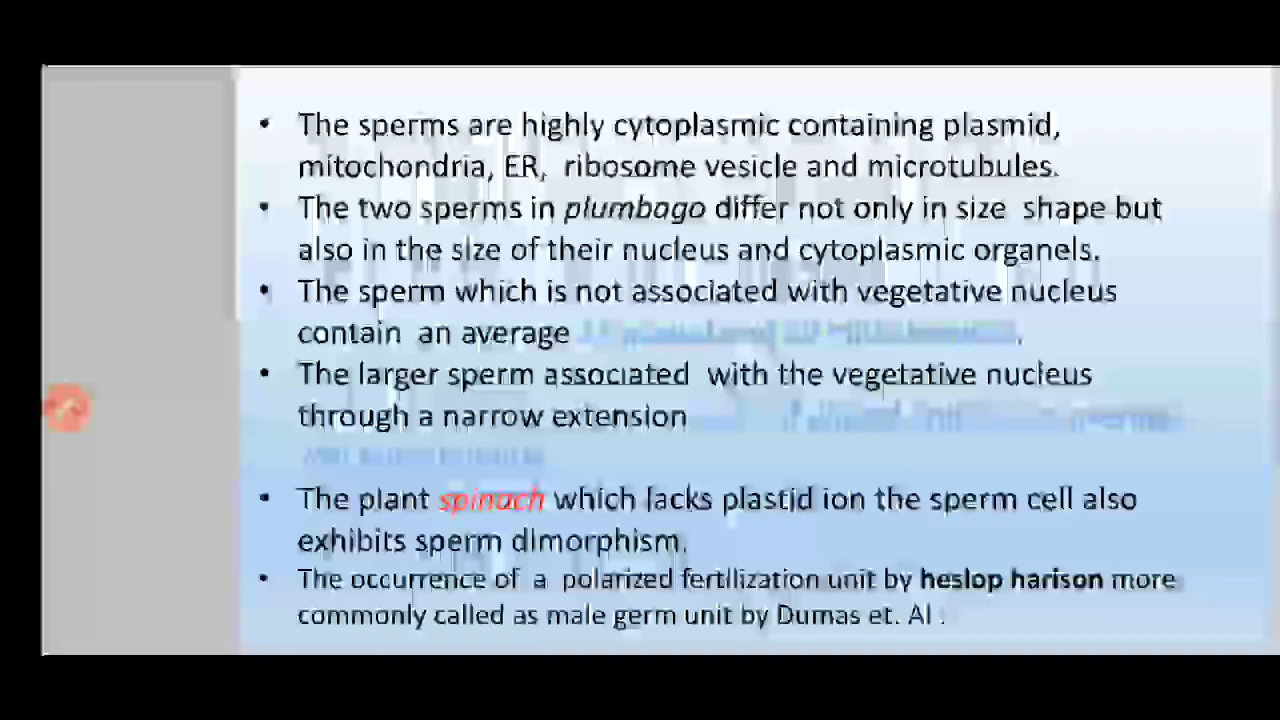 • The sperms are highly cytoplasmic containing plasmid,
mitochondria, ER, ribosome vesicle and microtubules.
• The two sperms in plumbago differ not only in size shape but
also in the size of their nucleus and cytoplasmic organels.
• The sperm which is not associated with vegetative nucleus
contain an average
• The larger sperm associated with the vegetative nucleus
through a narrow extension
• The plant spinach which lacks plastid ion the sperm cell also
exhibits sperm dimorphism.
• The occurrence of a polarized fertilization unit by heslop harison more
commonly called as male germ unit by Dumas et. Al .